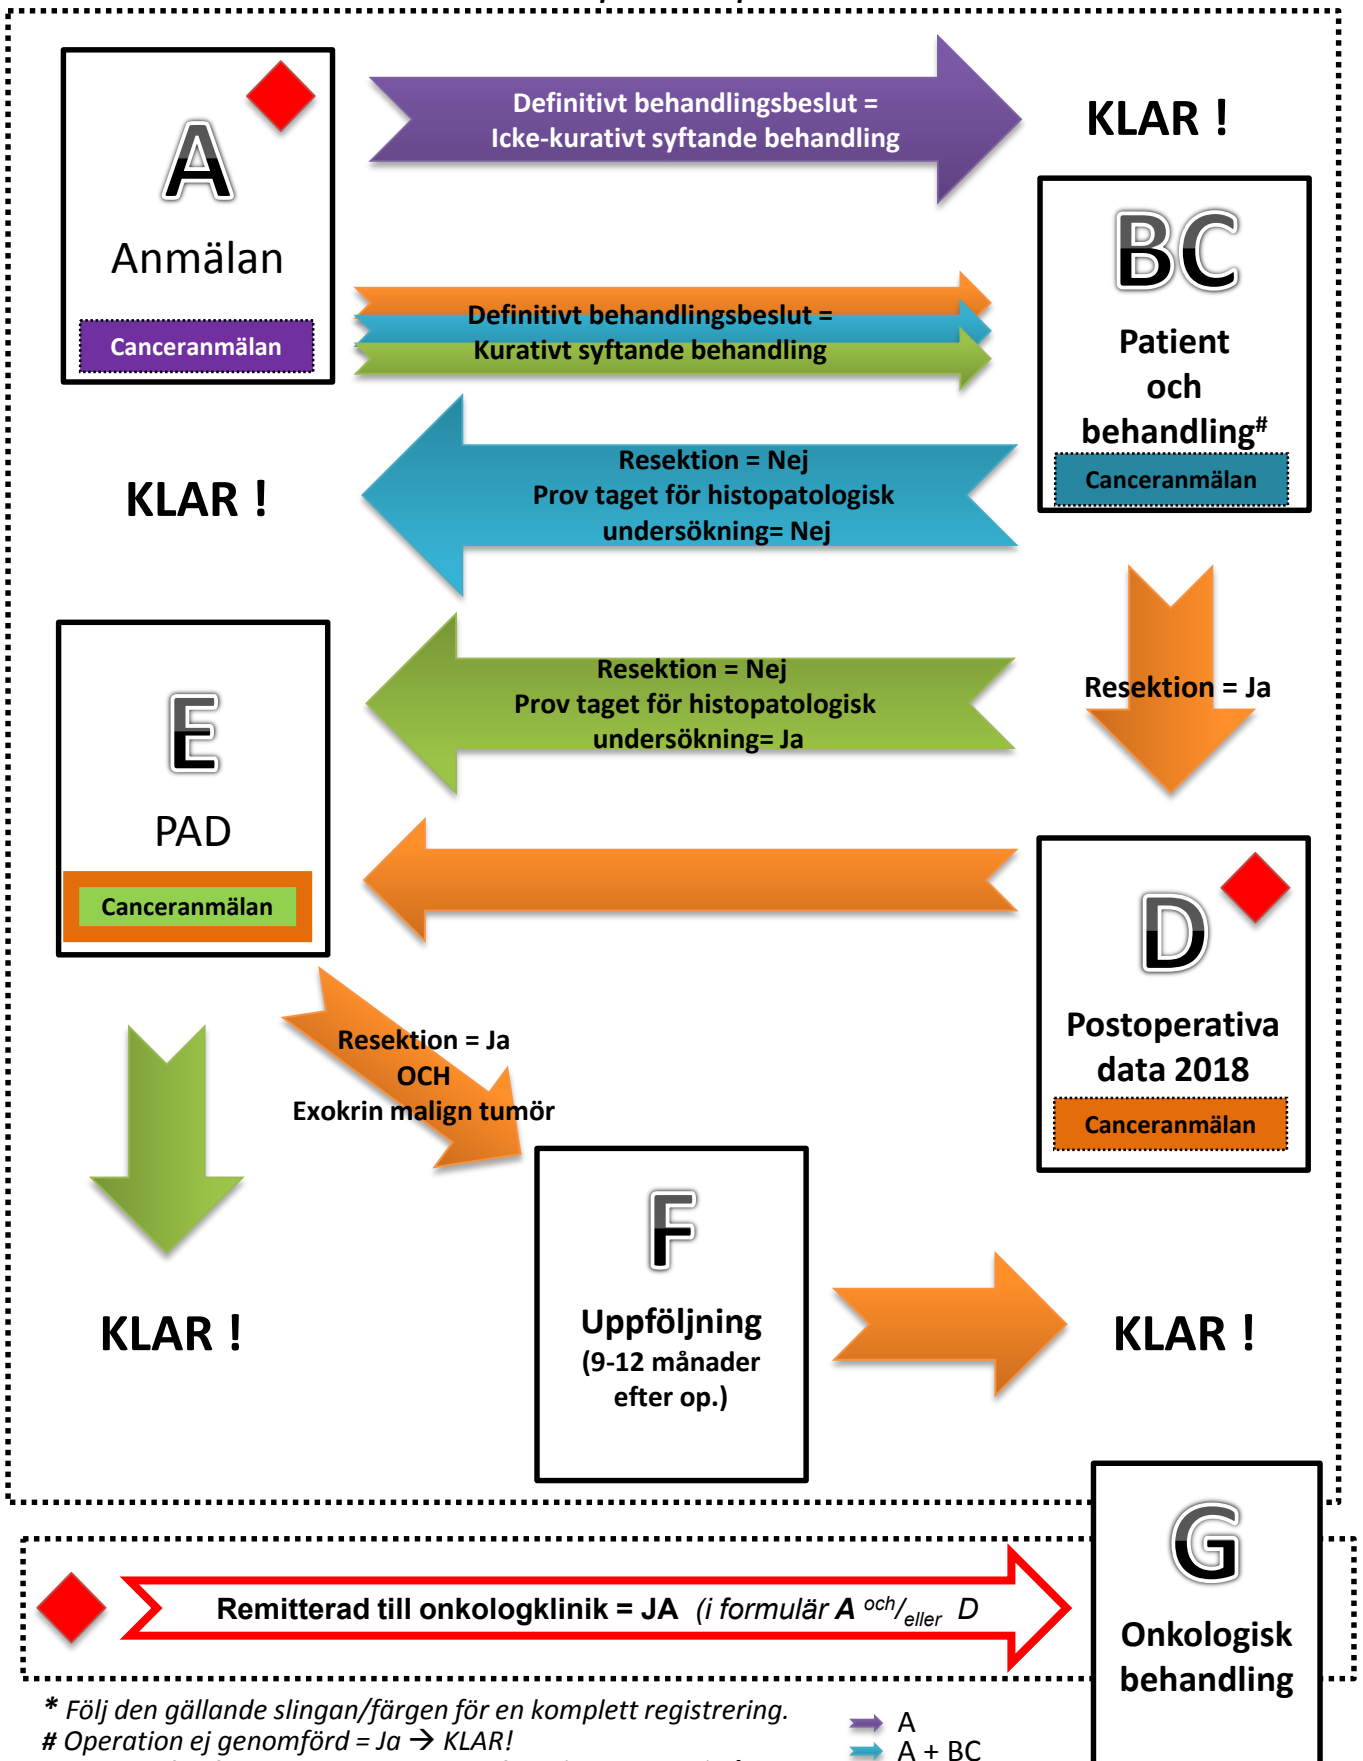 A
Anmälan
Canceranmälan
Definitivt behandlingsbeslut =
Icke-kurativt syftande behandling
KLAR !
Definitivt behandlingsbeslut =
Kurativt syftande behandling
BC
Patient
och
behandling#
Canceranmälan
Resektion = Nej
Prov taget för histopatologisk
undersökning= Nej
KLAR !
Resektion = Nej
Prov taget för histopatologisk
undersökning= Ja
Resektion = Ja
E
PAD
Canceranmälan
D
Postoperativa
data 2018
Canceranmälan
Resektion = Ja
OCH
Exokrin malign tumör
KLAR !
F
Uppföljning
(9-12 månader
efter op.)
KLAR !
G
Onkologisk
behandling
Remitterad till onkologklinik = JA (i formulär A och/eller D
* Följ den gällande slingan/färgen för en komplett registrering.
# Operation ej genomförd = Ja → KLAR!
A
A + BC